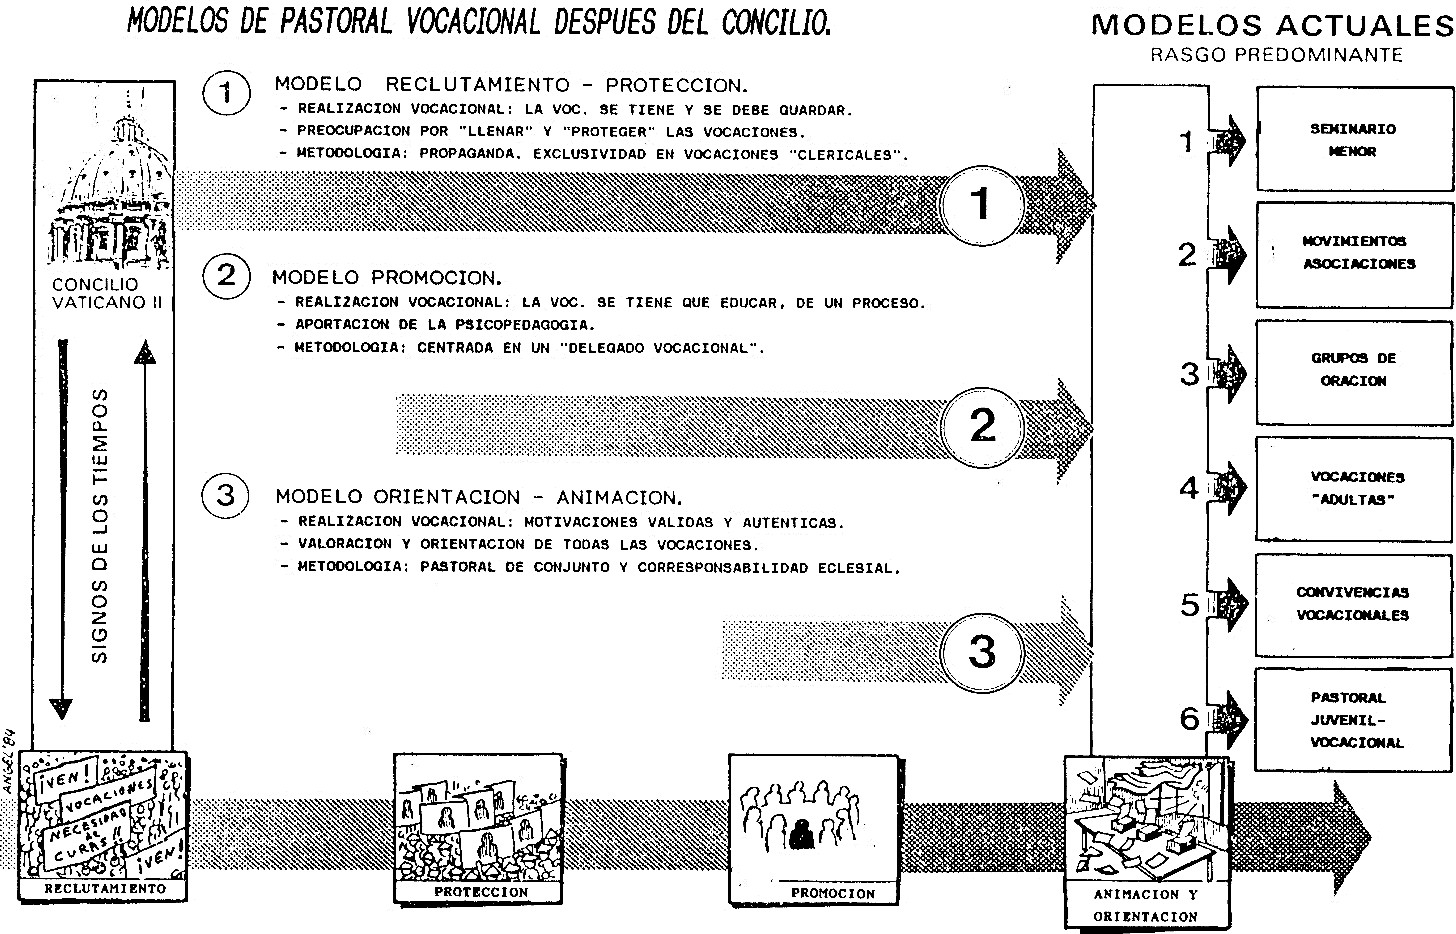 MODELOS DE PASTORAL VOCACIONAL DESPUES DEL CONCILIO.
MODELOS ACTUALES
RASGO PREDOMINANTE
CONCILIO
VATICANO II
SIGNOS DE LOS TIEMPOS
1
MODELO RECLUTAMIENTO - PROTECCION.
- REALIZACION VOCACIONAL: LA VOC. SE TIENE Y SE DEBE GUARDAR.
- PREOCUPACION POR "LLENAR" Y "PROTEGER" LAS VOCACIONES.
- METODOLOGIA: PROPAGANDA. EXCLUSIVIDAD EN VOCACIONES "CLERICALES".
1
2
MODELO PROMOCION.
- REALIZACION VOCACIONAL: LA VOC. SE TIENE QUE EDUCAR, DE UN PROCESO.
- APORTACION DE LA PSICOPEDAGOGIA.
- METODOLOGIA: CENTRADA EN UN "DELEGADO VOCACIONAL".
2
3
MODELO ORIENTACION - ANIMACION.
- REALIZACION VOCACIONAL: MOTIVACIONES VALIDAS Y AUTENTICAS.
- VALORACION Y ORIENTACION DE TODAS LAS VOCACIONES.
- METODOLOGIA: PASTORAL DE CONJUNTO Y CORRESPONSABILIDAD ECLESIAL.
3
1
SEMINARIO
MENOR
2
MOVIMIENTOS
ASOCIACIONES
3
GRUPOS DE
ORACION
4
VOCACIONES
"ADULTAS"
5
CONVIVENCIAS
VOCACIONALES
6
PASTORAL
JUVENIL-
VOCACIONAL
ANGEL'84
¡VEN!
VOCACIONES
NECESIDAD
DE
CURAS!!
¡VEN!
RECLUTAMIENTO
PROTECCION
PROMOCION
ANIMACION Y
ORIENTACION